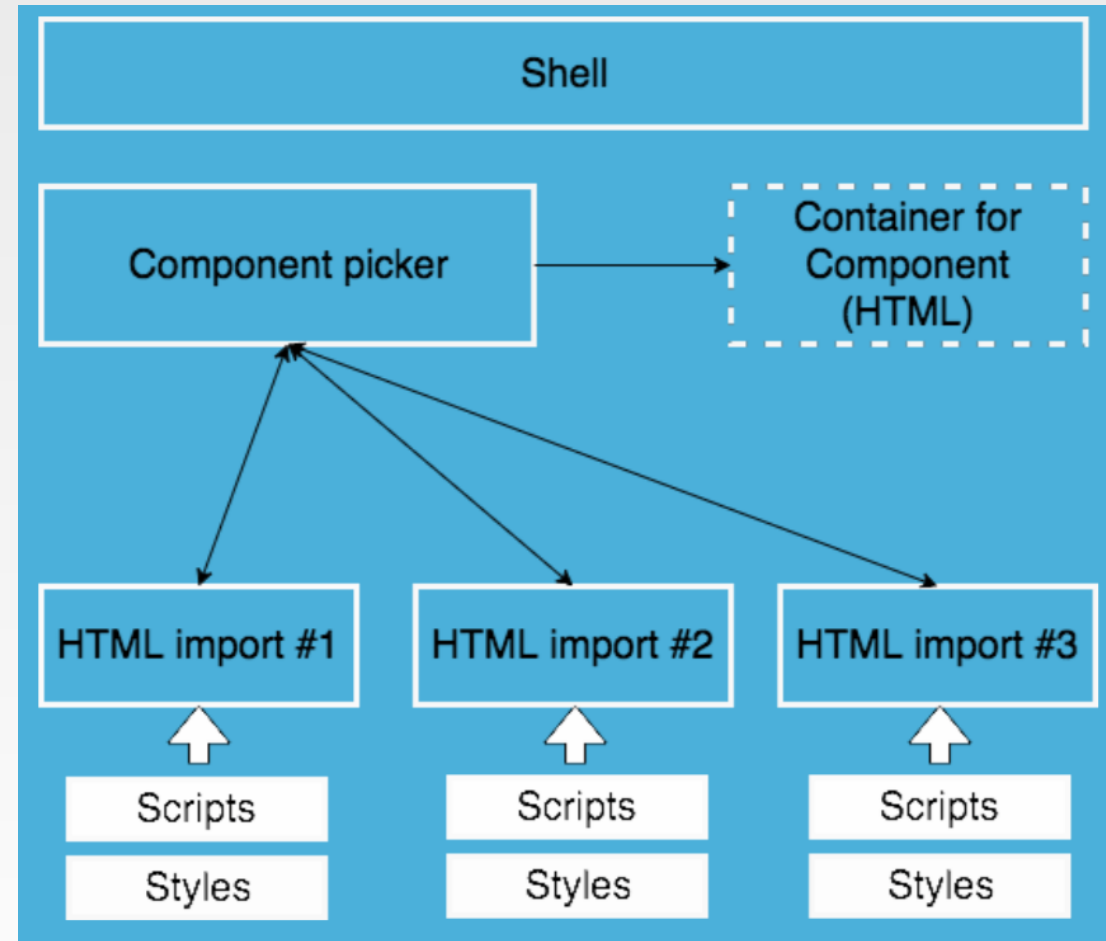 Shell
Component picker
Container for
Component
(HTML)
HTML import #1
HTML import #2
HTML import #3
Scripts
Scripts
Scripts
Styles
Styles
Styles